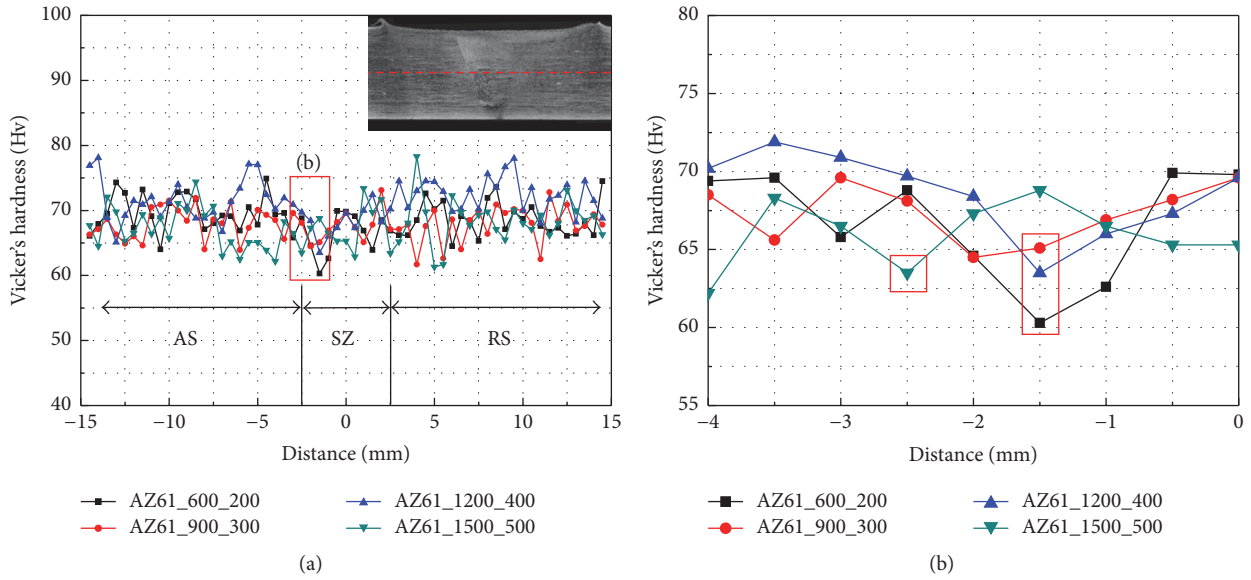 100
90
80
70
60
50
40
Vicker's hardness (Hv)
(b)
AS
SZ
RS
−15
−10
−5
0
5
10
15
Distance (mm)
AZ61_600_200
AZ61_900_300
AZ61_1200_400
AZ61_1500_500
(a)
80
75
70
65
60
55
Vicker's hardness (Hv)
−4
−3
−2
−1
0
Distance (mm)
AZ61_600_200
AZ61_900_300
AZ61_1200_400
AZ61_1500_500
(b)